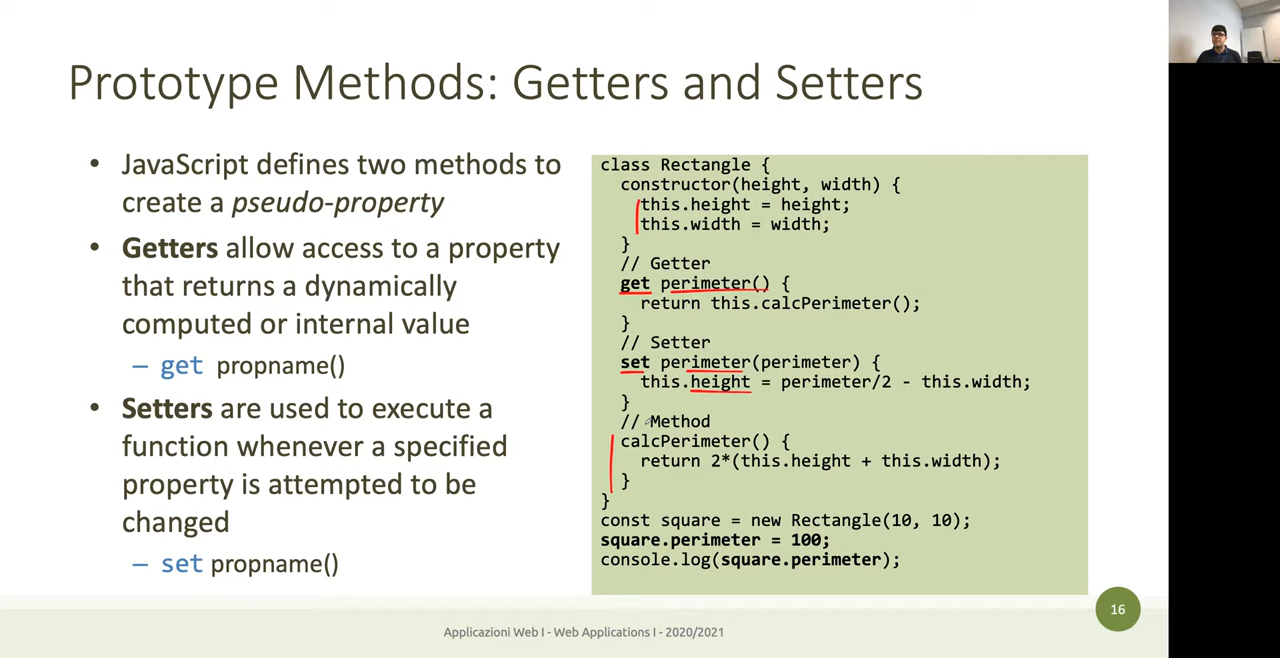 Prototype Methods: Getters and Setters
• JavaScript defines two methods to
create a pseudo-property
• Getters allow access to a property
that returns a dynamically
computed or internal value
– get propname()
• Setters are used to execute a
function whenever a specified
property is attempted to be
changed
– set propname()
class Rectangle {
constructor(height, width) {
this.height = height;
this.width = width;
}
// Getter
get perimeter() {
return this.calcPerimeter();
}
// Setter
set perimeter(perimeter) {
this.height = perimeter/2 - this.width;
}
// Method
calcPerimeter() {
return 2*(this.height + this.width);
}
}
const square = new Rectangle(10, 10);
square.perimeter = 100;
console.log(square.perimeter);
16
Applicazioni Web I - Web Applications I - 2020/2021